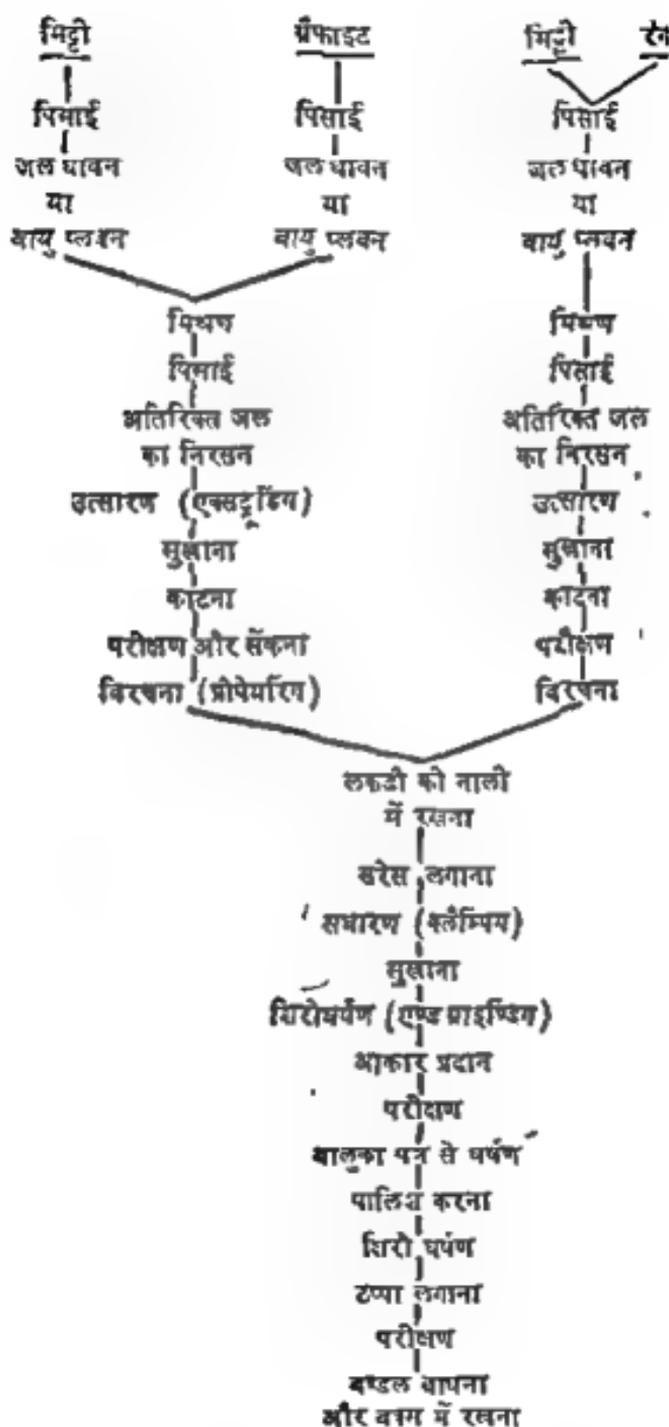 मिट्टी ग्रैफाइट मिट्टी रंग
पिसाई पिसाई पिसाई
जल धावन जल धावन जल धावन
या या या
वायु प्लवन वायु प्लवन वायु प्लवन
मिश्रण मिश्रण
पिसाई पिसाई
अतिरिक्त जल अतिरिक्त जल
का निरसन का निरसन
उत्सारण (एक्सट्रूडिंग) उत्सारण
सुखाना सुखाना
काटना काटना
परीक्षण और सेंकना परीक्षण
विरचना (प्रोपेयरिंग) विरचना
लकडी की नाली
में रखना
सरेस लगाना
सधारण (क्लैम्पिग)
सुखाना
शिरोघर्षण (एण्ड ग्राइण्डिग)
आकार प्रदान
परीक्षण
बालुका पत्र से घर्षण
पालिश करना
शिरो घर्षण
टप्पा लगाना
परीक्षण
बण्डल बाधना
और बक्स में रखना